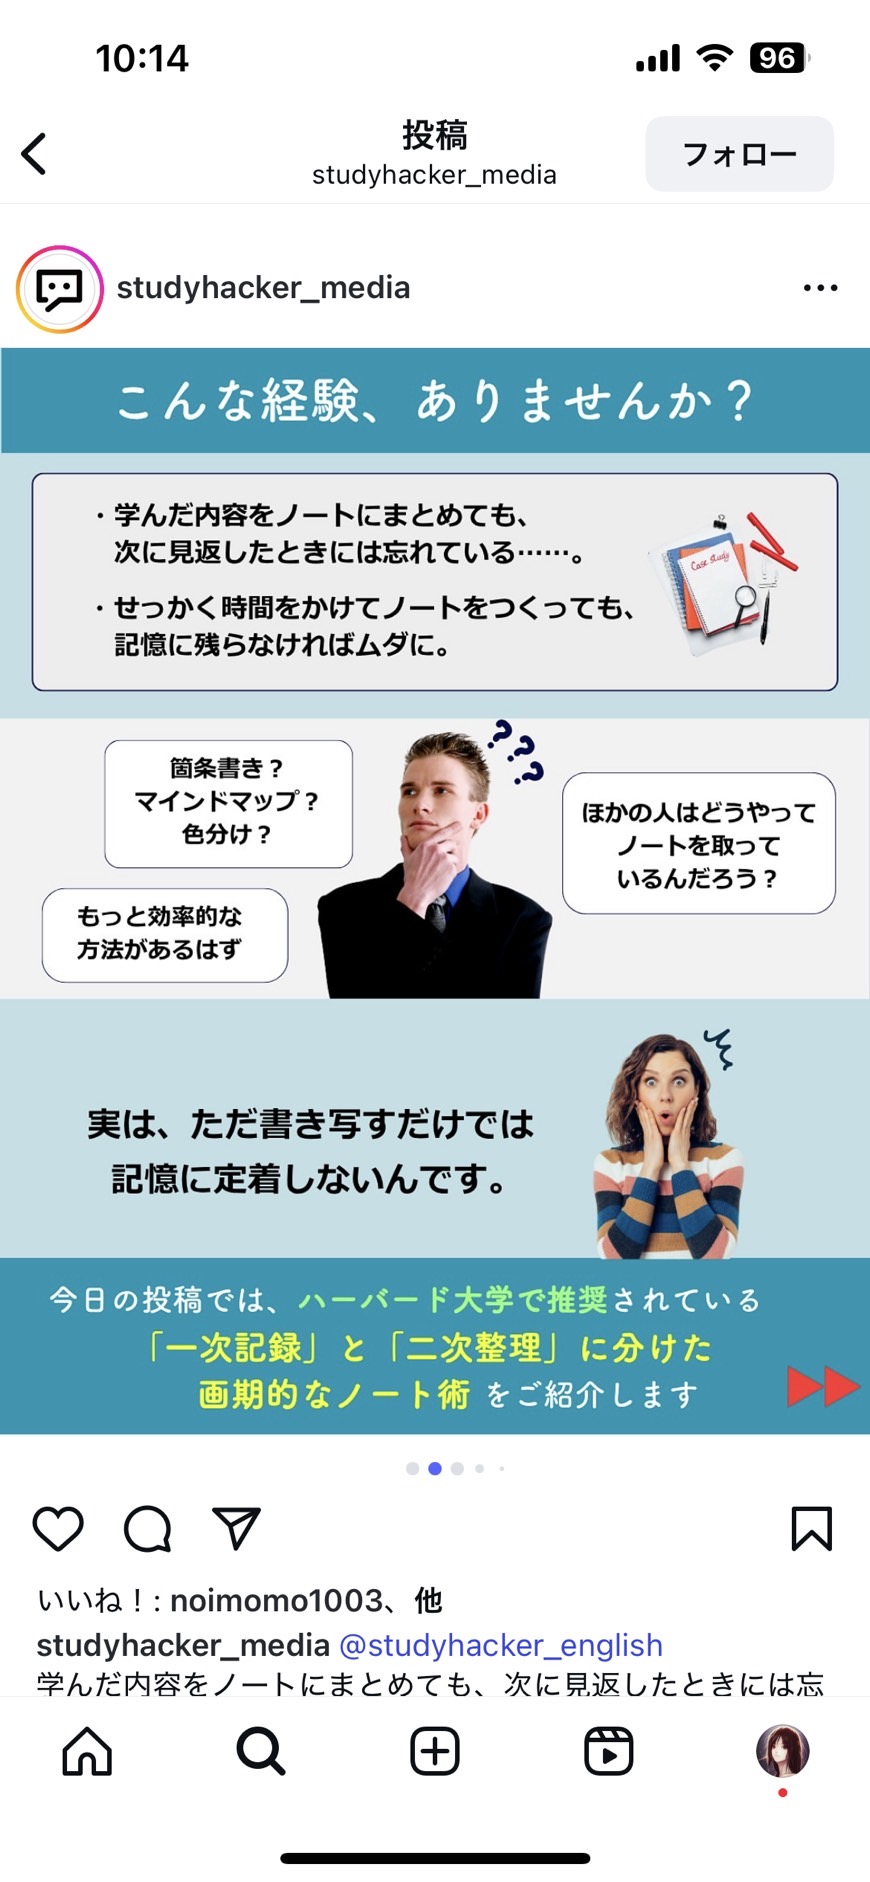 10:14
96
投稿
studyhacker_media
フォロー
studyhacker_media
こんな経験、ありませんか？
・学んだ内容をノートにまとめても、
次に見返したときには忘れている……。
・せっかく時間をかけてノートをつくっても、
記憶に残らなければムダに。
Case Study
???
箇条書き？
マインドマップ？
色分け？
ほかの人はどうやって
ノートを取って
いるんだろう？
もっと効率的な
方法があるはず
実は、ただ書き写すだけでは
記憶に定着しないんです。
今日の投稿では、ハーバード大学で推奨されている
「一次記録」と「二次整理」に分けた
画期的なノート術 をご紹介します
いいね！: noimomo1003、他
studyhacker_media @studyhacker_english
学んだ内容をノートにまとめても、次に見返したときには忘